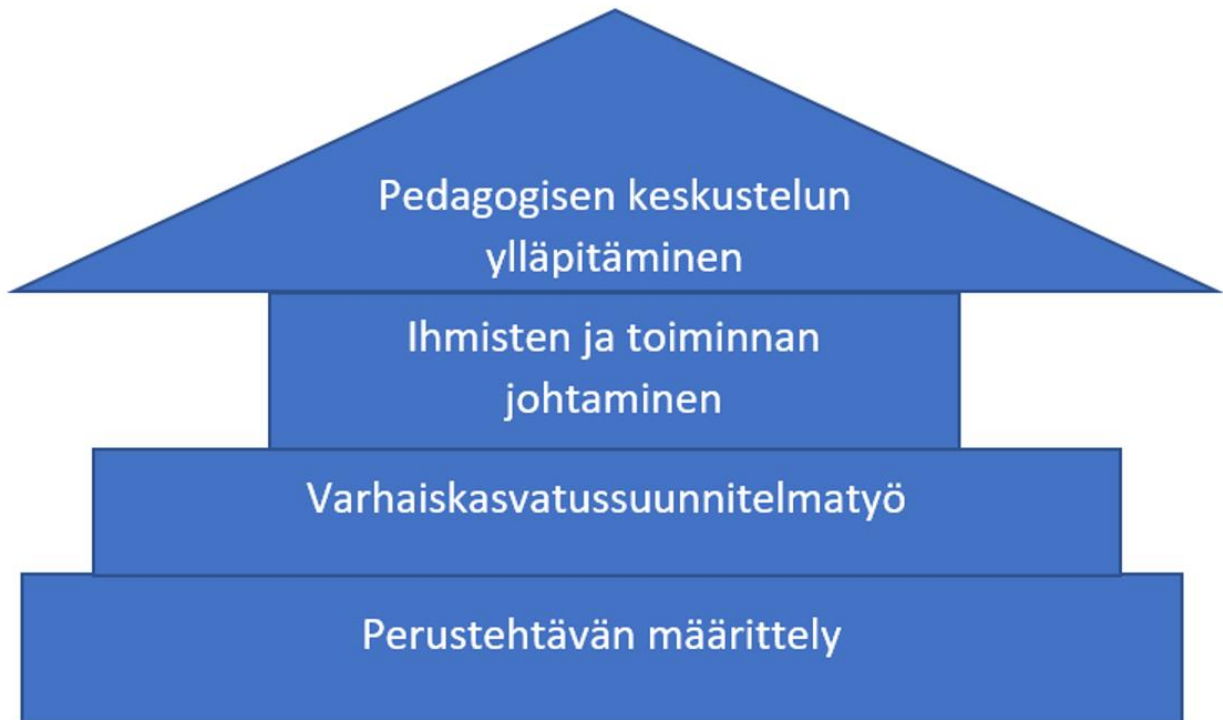 Pedagogisen keskustelun
ylläpitäminen
Ihmisten ja toiminnan
johtaminen
Varhaiskasvatussuunnitelmatyö
Perustehtävän määrittely